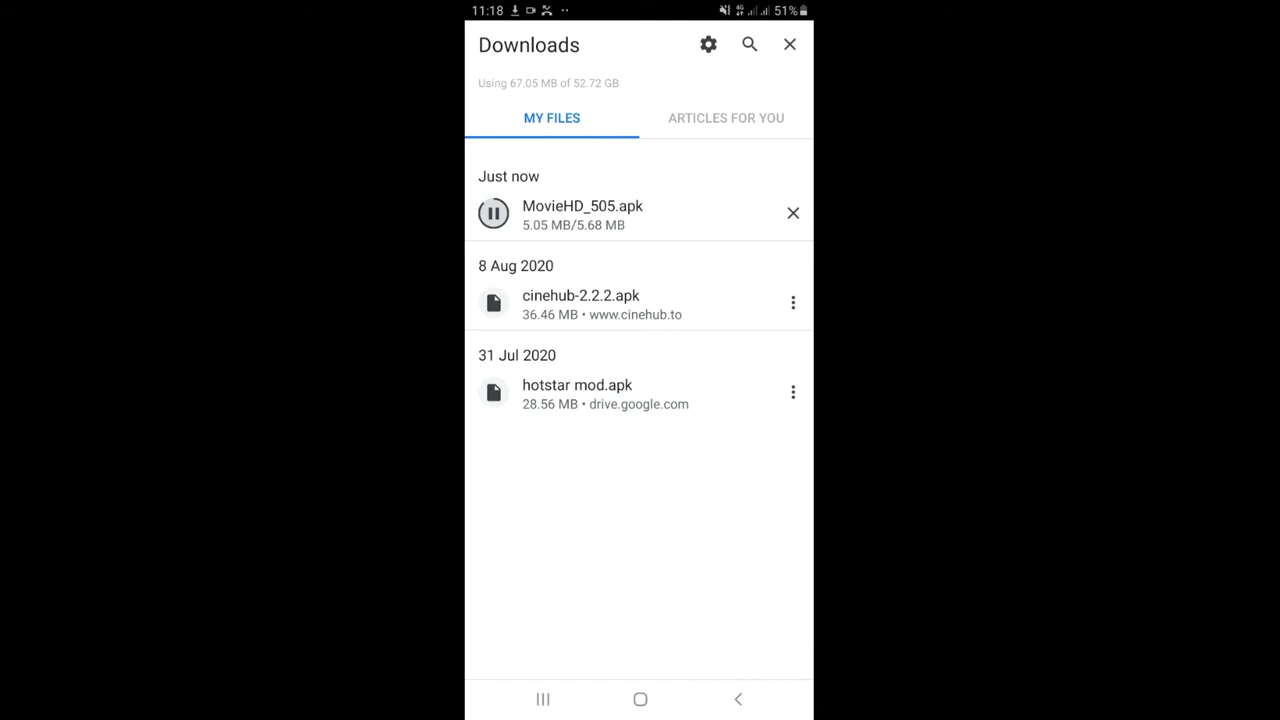 11:18 4G 51%
Downloads
Using 67.05 MB of 52.72 GB
MY FILES ARTICLES FOR YOU
Just now
MovieHD_505.apk
5.05 MB/5.68 MB
8 Aug 2020
cinehub-2.2.2.apk
36.46 MB • www.cinehub.to
31 Jul 2020
hotstar mod.apk
28.56 MB • drive.google.com